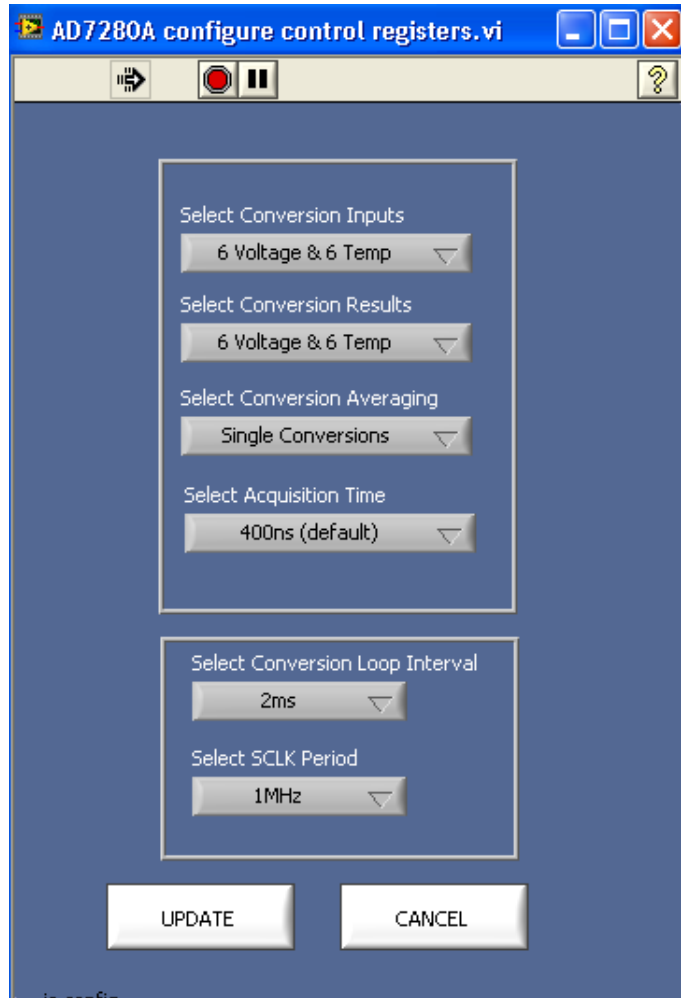 AD7280A configure control registers.vi
Select Conversion Inputs
6 Voltage & 6 Temp
Select Conversion Results
6 Voltage & 6 Temp
Select Conversion Averaging
Single Conversions
Select Acquisition Time
400ns (default)
Select Conversion Loop Interval
2ms
Select SCLK Period
1MHz
UPDATE
CANCEL